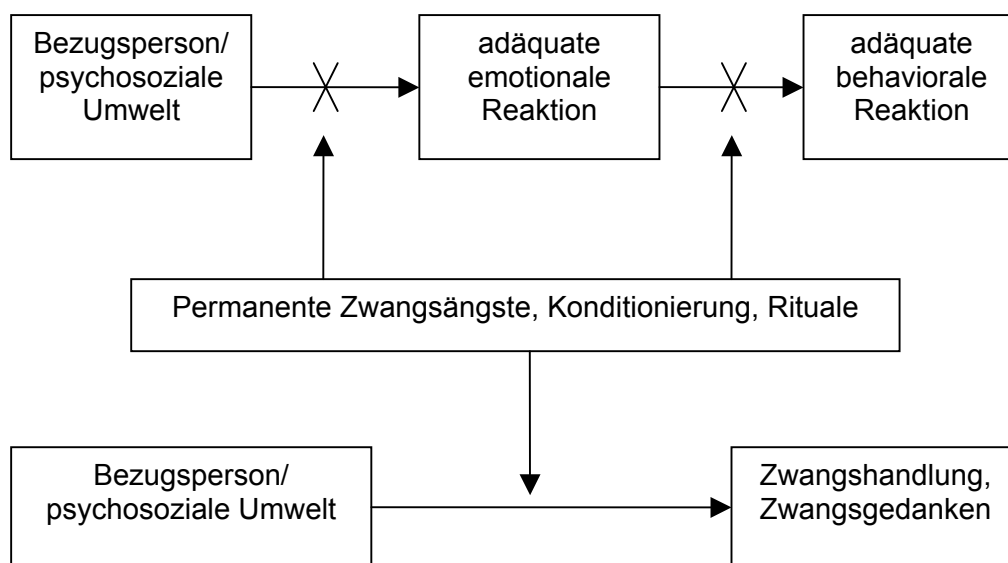 Bezugsperson/
psychosoziale
Umwelt
adäquate
emotionale
Reaktion
adäquate
behaviorale
Reaktion
Permanente Zwangsängste, Konditionierung, Rituale
Bezugsperson/
psychosoziale Umwelt
Zwangshandlung,
Zwangsgedanken